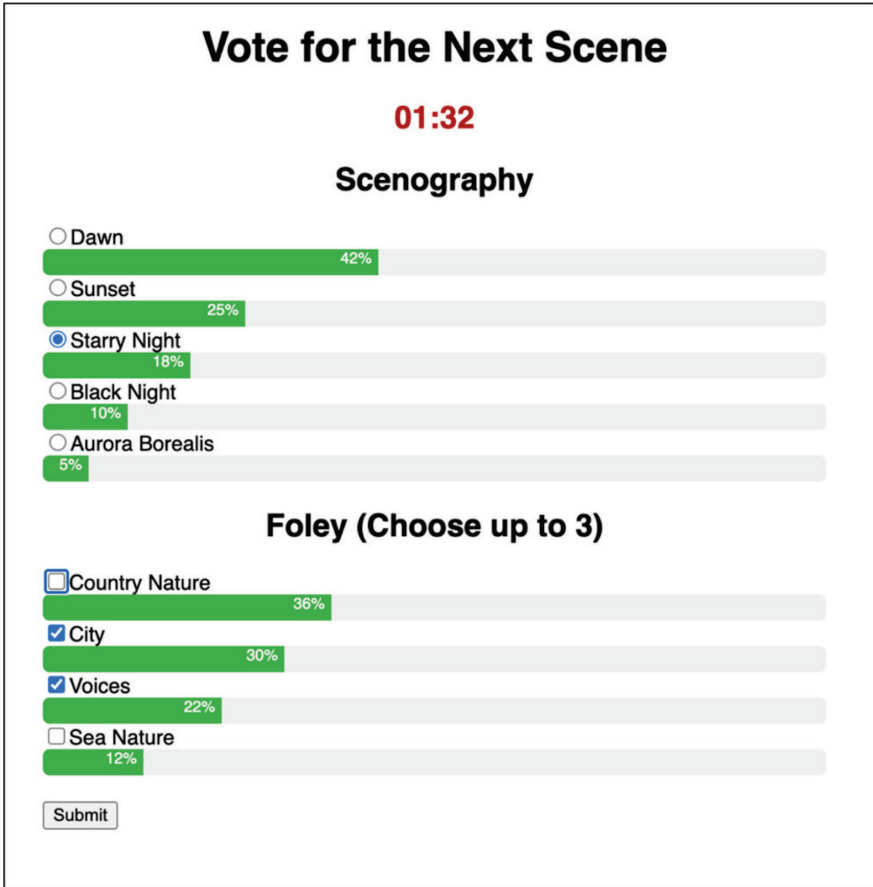 Vote for the Next Scene
01:32
Scenography
Dawn
42%
Sunset
25%
Starry Night
18%
Black Night
10%
Aurora Borealis
5%
Foley (Choose up to 3)
Country Nature
36%
City
30%
Voices
22%
Sea Nature
12%
Submit